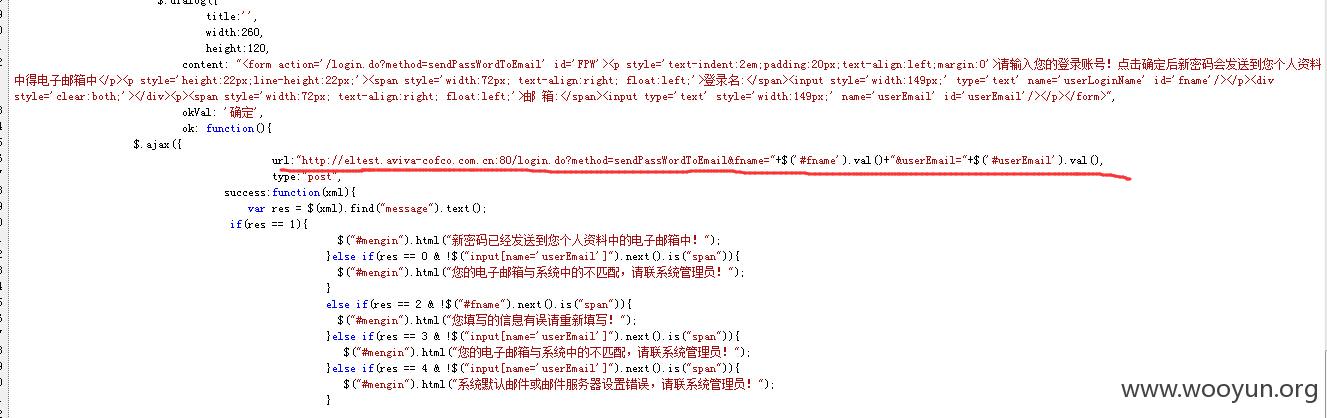 $.dialog({
title:'',
width:260,
height:120,
content: "<form action='/login.do?method=sendPassWordToEmail' id='FPW'><p style='text-indent:2em;padding:20px;text-align:left;margin:0'>请输入您的登录账号！点击确定后新密码会发送到您个人资料
中得电子邮箱中</p><p style='height:22px;line-height:22px;'><span style='width:72px; text-align:right; float:left;'>登录名:</span><input style='width:149px;' type='text' name='userLoginName' id='fname'/></p><div
style='clear:both;'></div><p><span style='width:72px; text-align:right; float:left;'>邮 箱:</span><input type='text' style='width:149px;' name='userEmail' id='userEmail'/></p></form>",
okVal: '确定',
ok: function(){
$.ajax({
url:"http://eltest.aviva-cofco.com.cn:80/login.do?method=sendPassWordToEmail&fname="+$('#fname').val()+"&userEmail="+$('#userEmail').val(),
type:"post",
success:function(xml){
var res = $(xml).find("message").text();
if(res == 1){
$("#mengin").html("新密码已经发送到您个人资料中的电子邮箱中！");
}else if(res == 0 & !$("input[name='userEmail']").next().is("span")){
$("#mengin").html("您的电子邮箱与系统中的不匹配，请联系系统管理员！");
}
else if(res == 2 & !$("#fname").next().is("span")){
$("#mengin").html("您填写的信息有误请重新填写！");
}else if(res == 3 & !$("input[name='userEmail']").next().is("span")){
$("#mengin").html("您的电子邮箱与系统中的不匹配，请联系系统管理员！");
}else if(res == 4 & !$("input[name='userEmail']").next().is("span")){
$("#mengin").html("系统默认邮件或邮件服务器设置错误，请联系系统管理员！");
}
www.wooyun.org